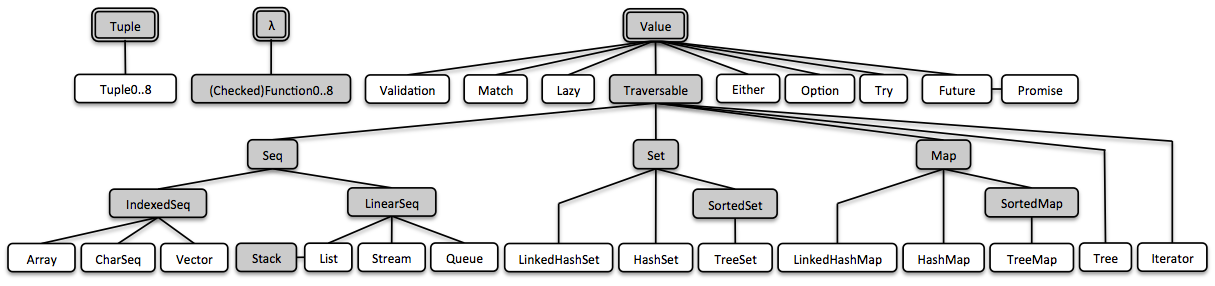 Tuple λ Value
Tuple0..8 (Checked)Function0..8 Validation Match Lazy Traversable Either Option Try Future Promise
Seq Set Map
IndexedSeq LinearSeq SortedSet SortedMap
Array CharSeq Vector Stack List Stream Queue LinkedHashSet HashSet TreeSet LinkedHashMap HashMap TreeMap Tree Iterator